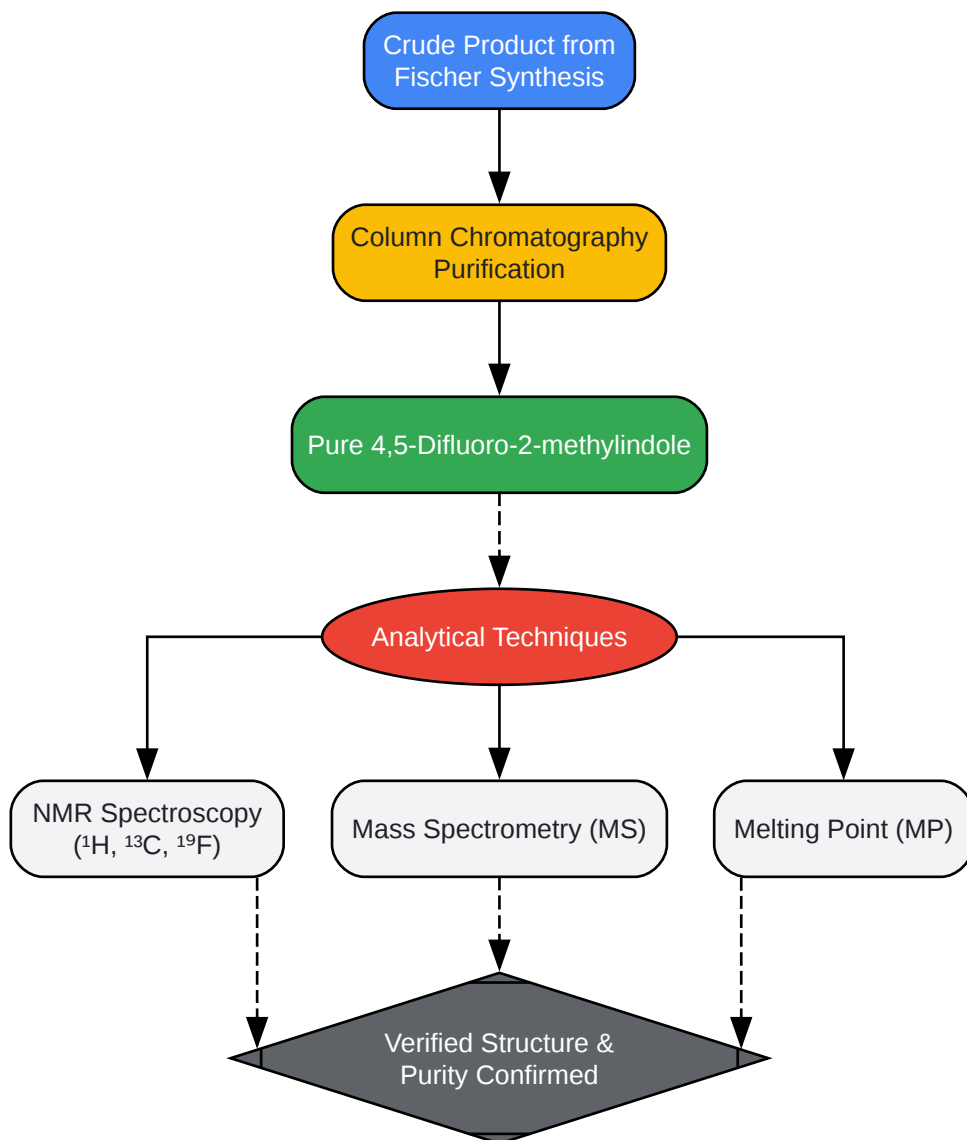 Crude Product from
Fischer Synthesis
Column Chromatography
Purification
Pure 4,5-Difluoro-2-methylindole
Analytical Techniques
NMR Spectroscopy
(¹H, ¹³C, ¹⁹F)
Mass Spectrometry (MS)
Melting Point (MP)
Verified Structure &
Purity Confirmed